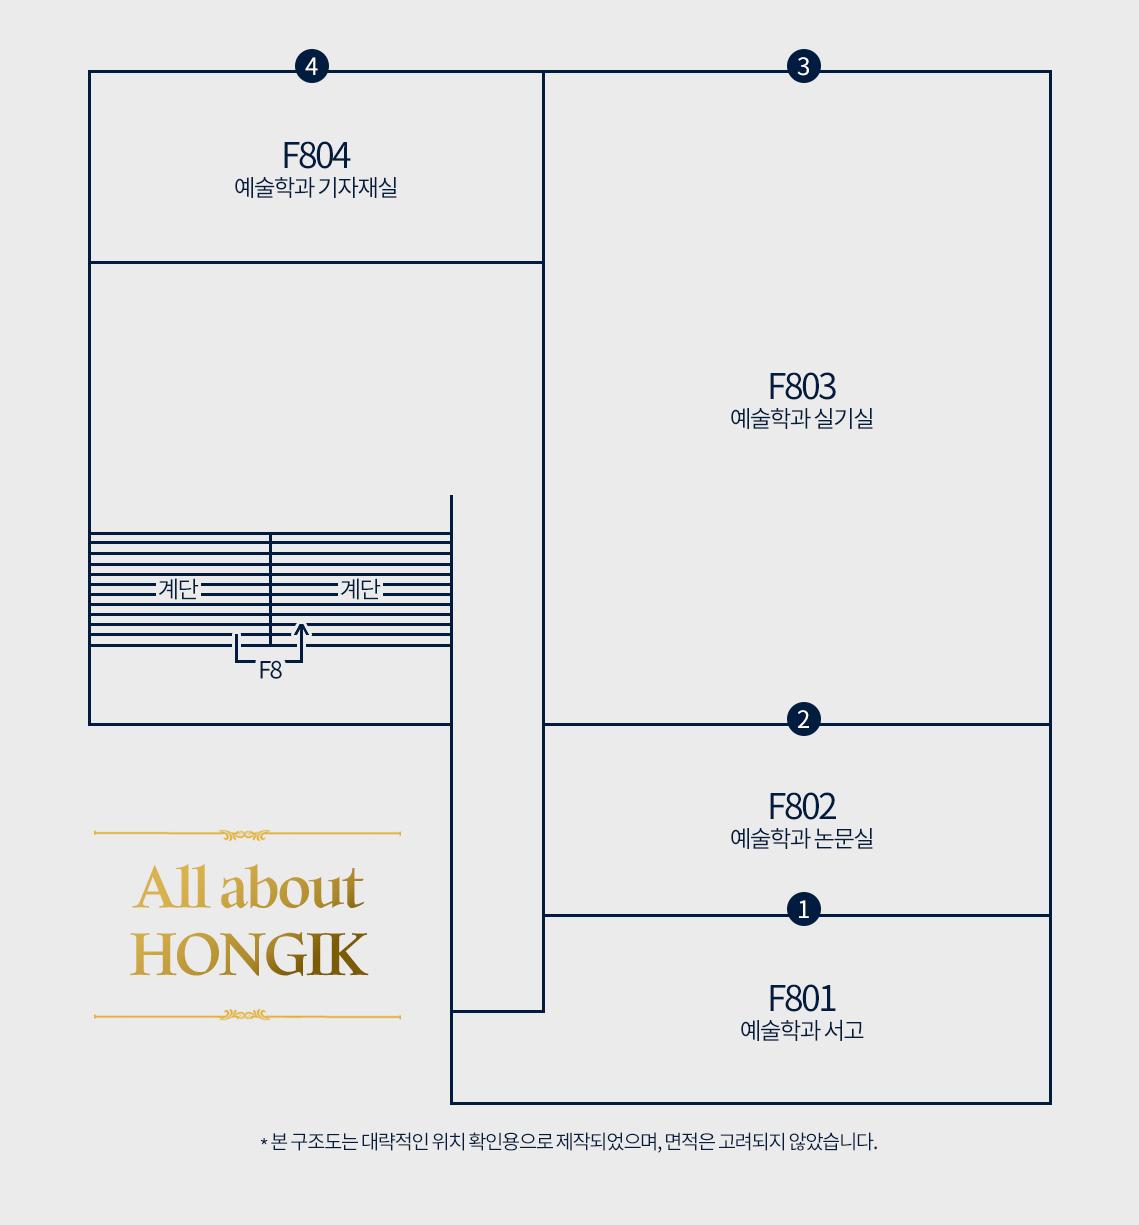 4
3
F804
예술학과 기자재실
F803
예술학과 실기실
계단
계단
F8
2
F802
예술학과 논문실
1
All about
HONGIK
F801
예술학과 서고
* 본 구조도는 대략적인 위치 확인용으로 제작되었으며, 면적은 고려되지 않았습니다.